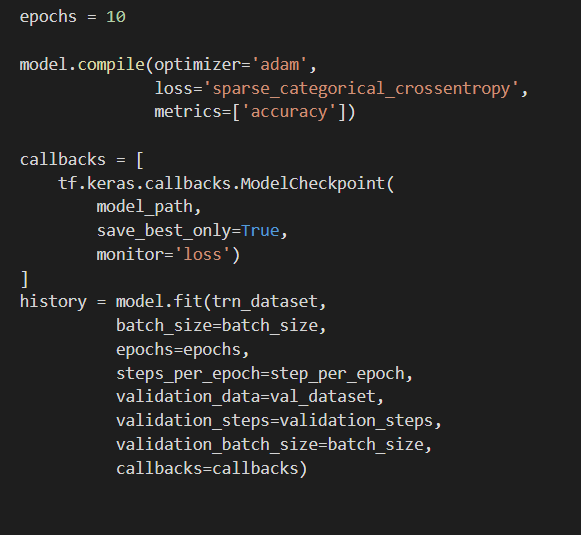 epochs = 10
model.compile(optimizer='adam',
loss='sparse_categorical_crossentropy',
metrics=['accuracy'])
callbacks = [
tf.keras.callbacks.ModelCheckpoint(
model_path,
save_best_only=True,
monitor='loss')
]
history = model.fit(trn_dataset,
batch_size=batch_size,
epochs=epochs,
steps_per_epoch=step_per_epoch,
validation_data=val_dataset,
validation_steps=validation_steps,
validation_batch_size=batch_size,
callbacks=callbacks)